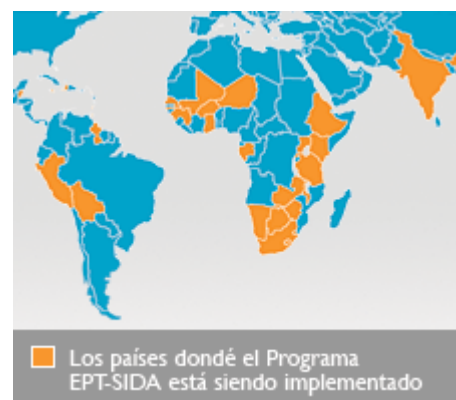 Los países dondé el Programa
EPT-SIDA está siendo implementado